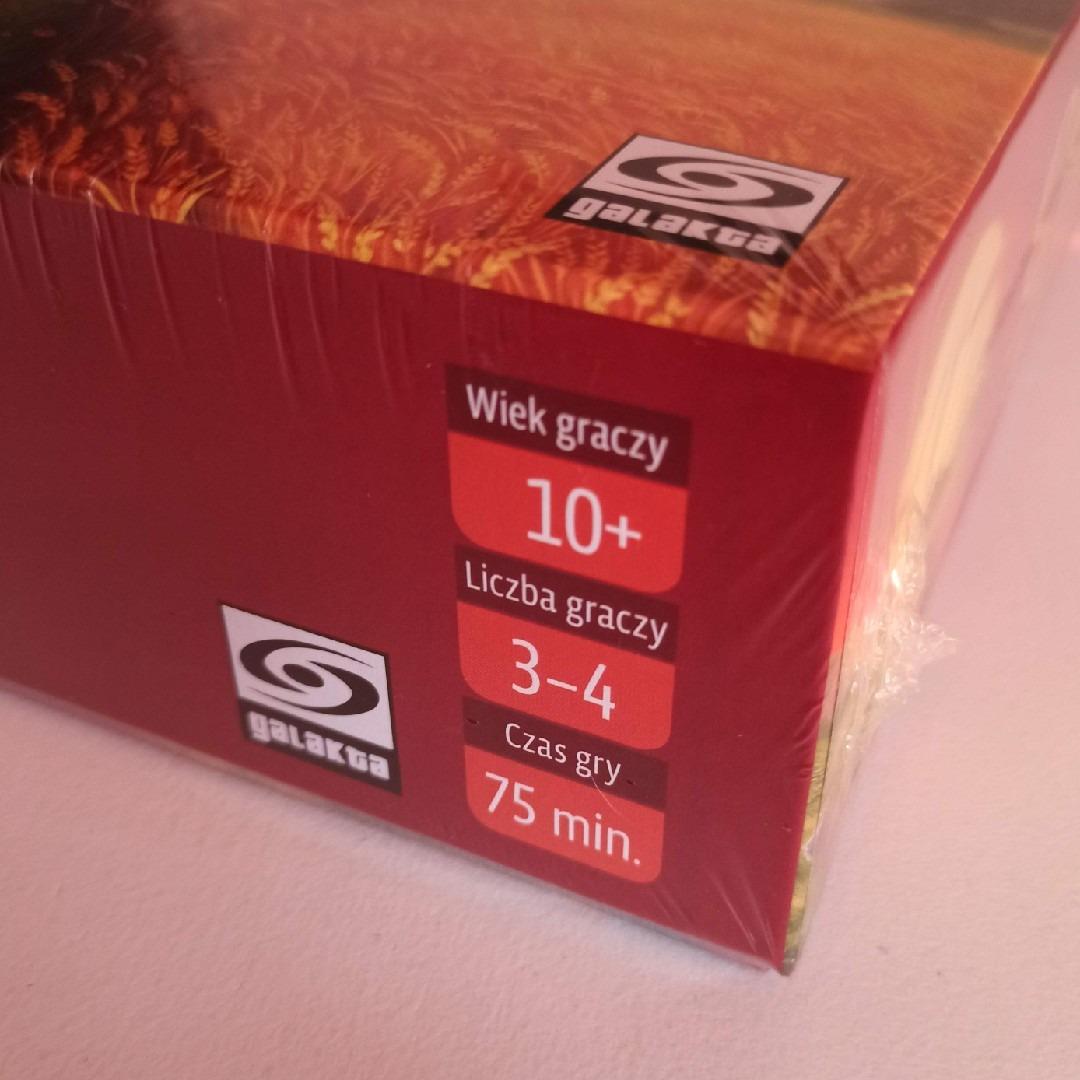 galakta
Wiek graczy
10+
Liczba graczy
3–4
Czas gry
75 min.
galakta